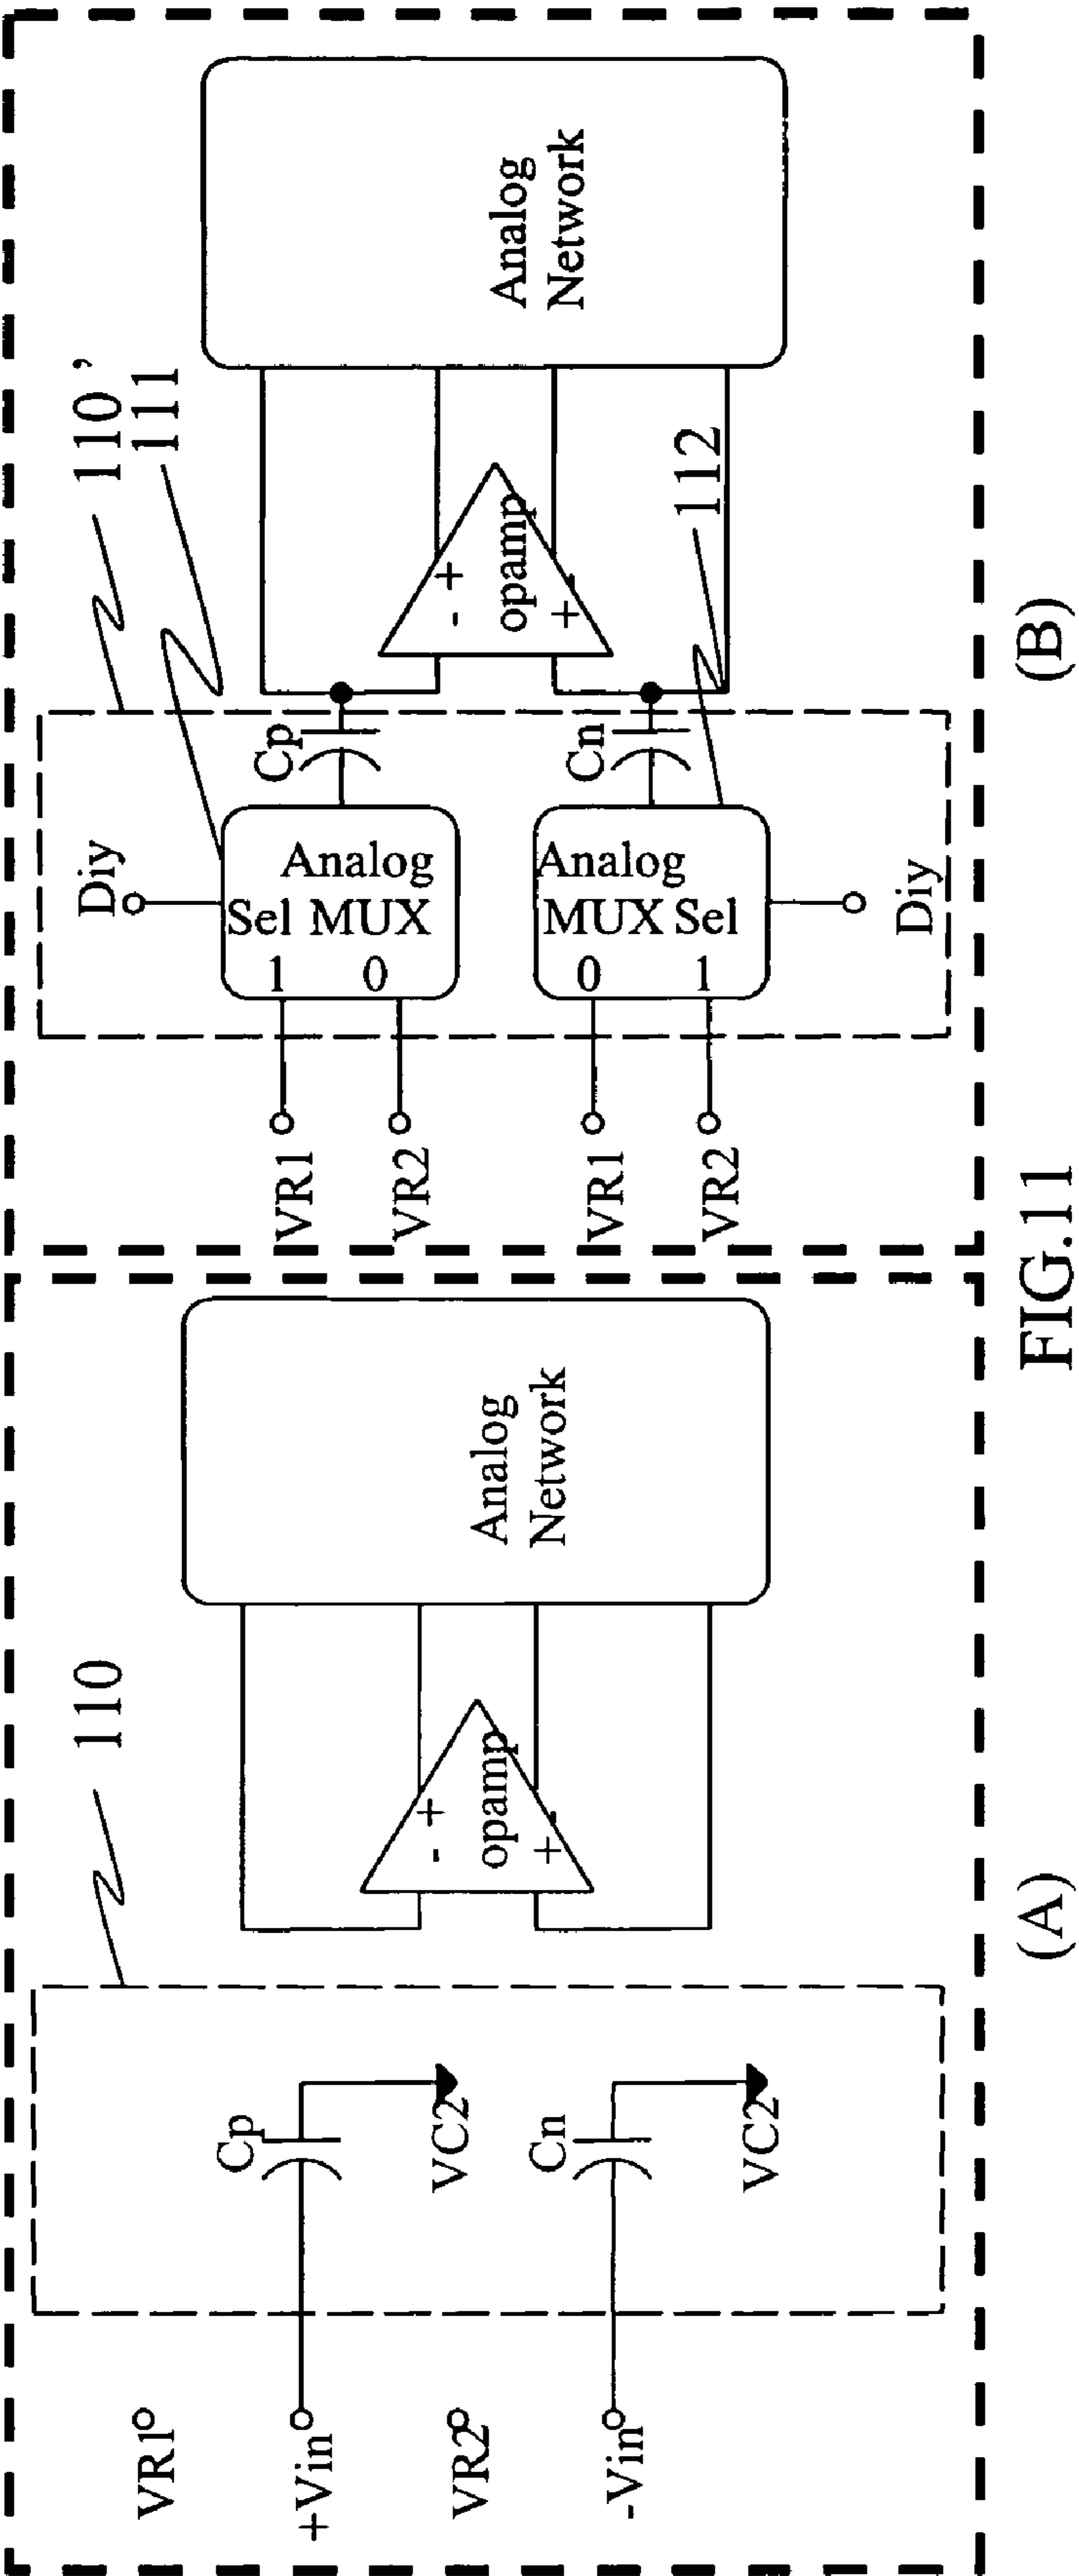 110
VR1
+Vin
VR2
-Vin
Cp
VC2
Cn
VC2
- +
opamp
+ -
Analog
Network
(A)
110’
111
Diy
Analog
Sel MUX
1 0
Cp
VR1
VR2
Analog
MUX Sel
0 1
Cn
VR1
VR2
Diy
112
- +
opamp
+ -
Analog
Network
(B)
FIG.11